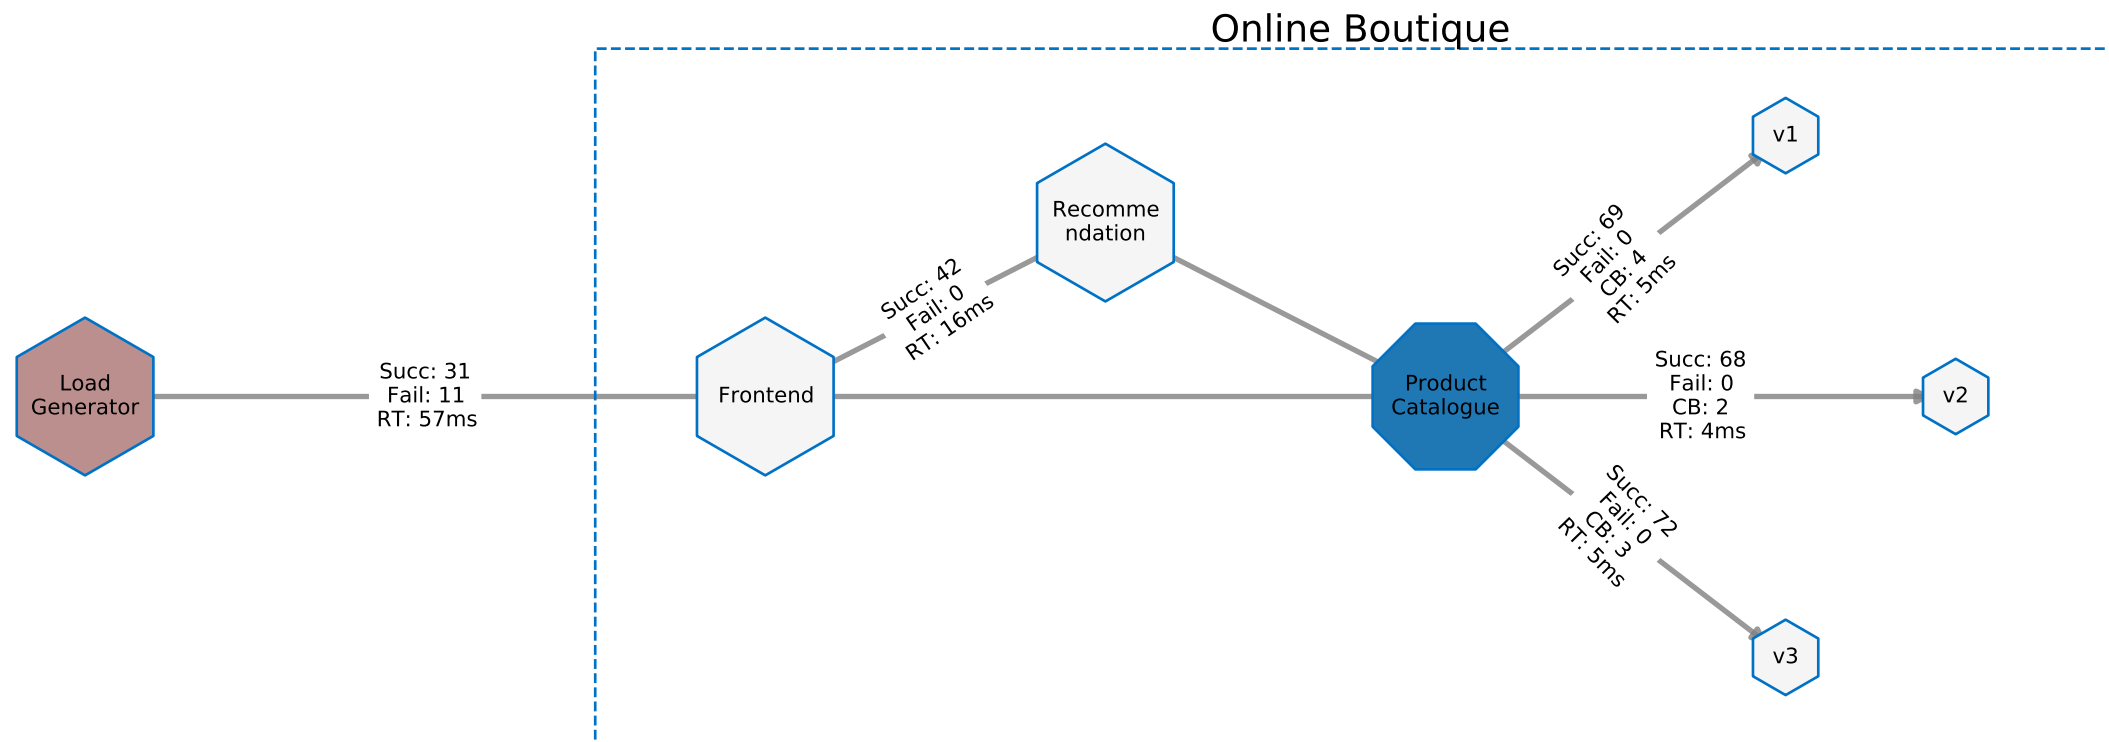 Online Boutique
Load
Generator
Succ: 31
Fail: 11
RT: 57ms
Frontend
Succ: 42
Fail: 0
RT: 16ms
Recomme
ndation
Product
Catalogue
Succ: 69
Fail: 0
CB: 4
RT: 5ms
v1
Succ: 68
Fail: 0
CB: 2
RT: 4ms
v2
Succ: 72
Fail: 0
CB: 3
RT: 5ms
v3